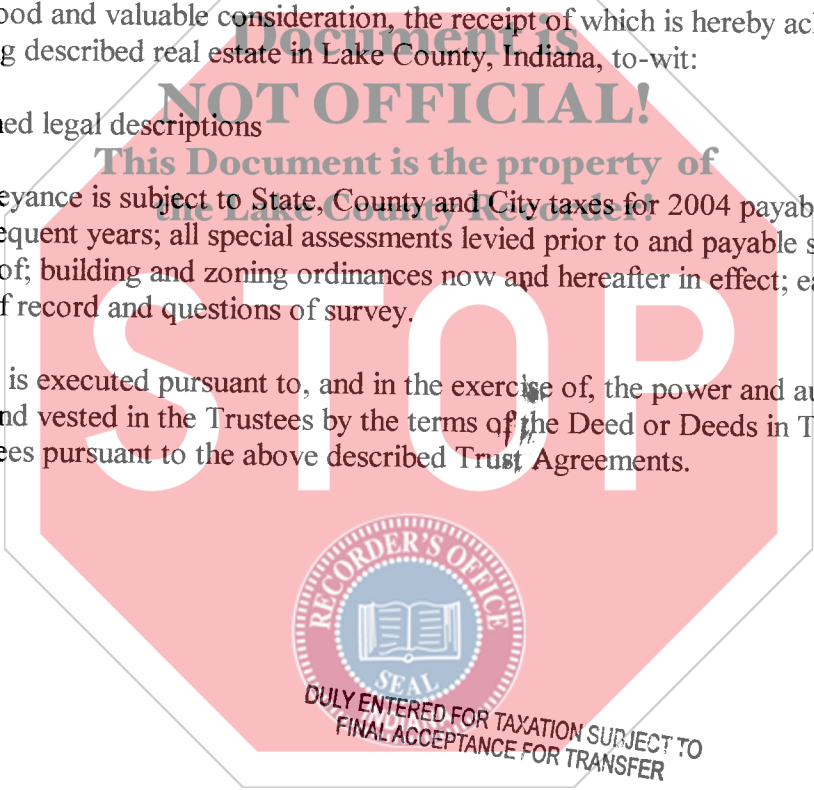 ood and valuable consideration, the receipt of which is hereby ac
Document is
g described real estate in Lake County, Indiana, to-wit:
NOT OFFICIAL!
ed legal descriptions
This Document is the property of
eyance is subject to State, County and City taxes for 2004 payab
the Lake County Recorder!
equent years; all special assessments levied prior to and payable s
of; building and zoning ordinances now and hereafter in effect; ea
f record and questions of survey.
STOP
is executed pursuant to, and in the exercise of, the power and au
nd vested in the Trustees by the terms of the Deed or Deeds in T
ees pursuant to the above described Trust Agreements.
RECORDER'S OFFICE
SEAL
INDIANA
DULY ENTERED FOR TAXATION SUBJECT TO
FINAL ACCEPTANCE FOR TRANSFER